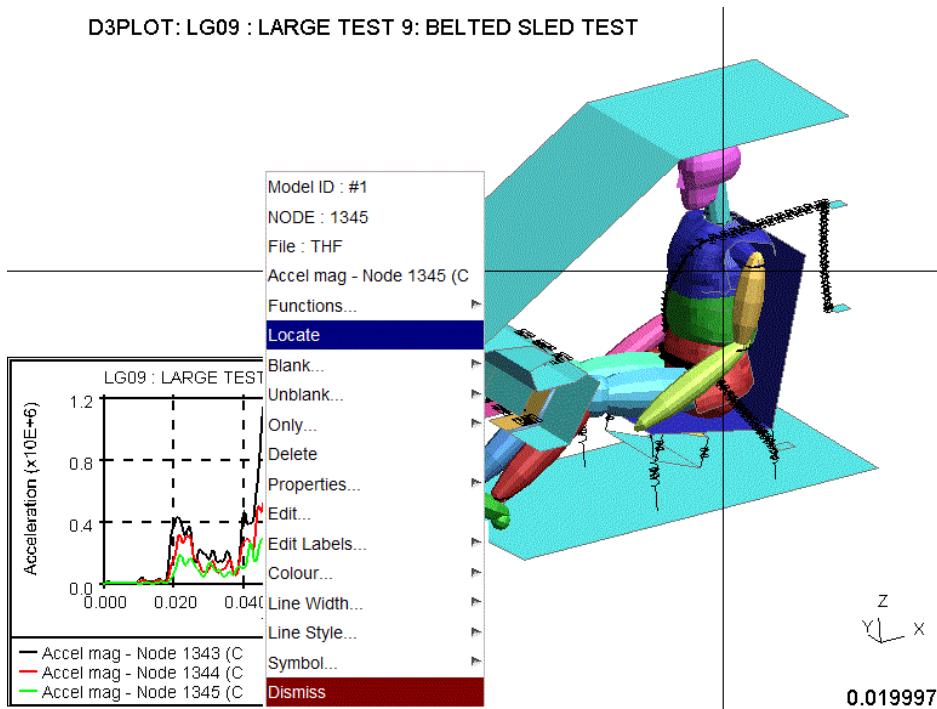 D3PLOT: LG09 : LARGE TEST 9: BELTED SLED TEST
Model ID : #1
NODE : 1345
File : THF
Accel mag - Node 1345 (C
Functions...
Locate
Blank...
Unblank...
Only...
Delete
Properties...
Edit...
Edit Labels...
Colour...
Line Width...
Line Style...
Symbol...
Dismiss
LG09 : LARGE TEST
Acceleration (x10E+6)
1.2
0.8
0.4
0.0
0.000 0.020 0.040
Accel mag - Node 1343 (C
Accel mag - Node 1344 (C
Accel mag - Node 1345 (C
Z
Y X
0.019997